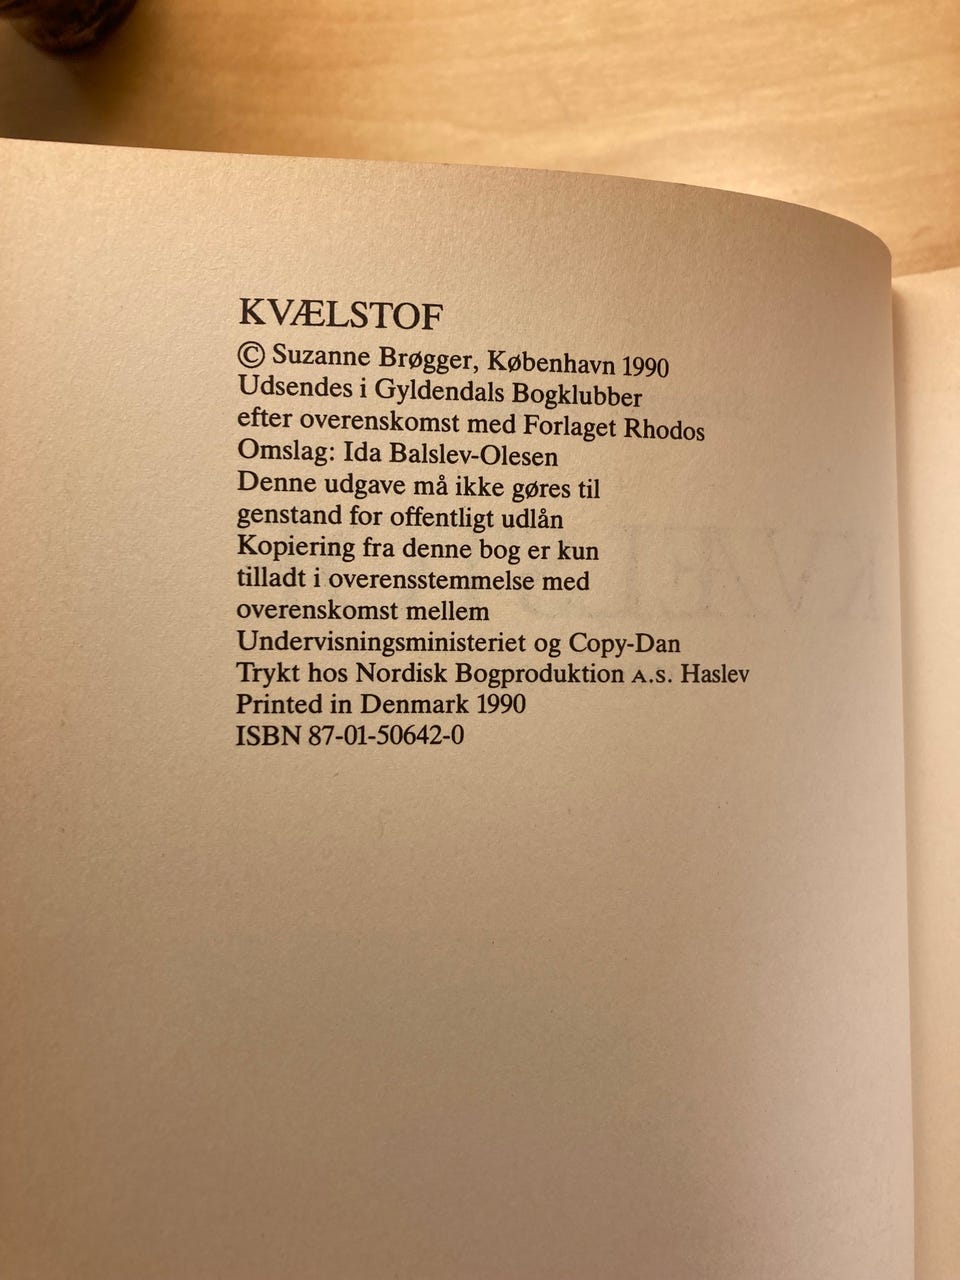 KVÆLSTOF
© Suzanne Brøgger, København 1990
Udsendes i Gyldendals Bogklubber
efter overenskomst med Forlaget Rhodos
Omslag: Ida Balslev-Olesen
Denne udgave må ikke gøres til
genstand for offentligt udlån
Kopiering fra denne bog er kun
tilladt i overensstemmelse med
overenskomst mellem
Undervisningsministeriet og Copy-Dan
Trykt hos Nordisk Bogproduktion A.S. Haslev
Printed in Denmark 1990
ISBN 87-01-50642-0